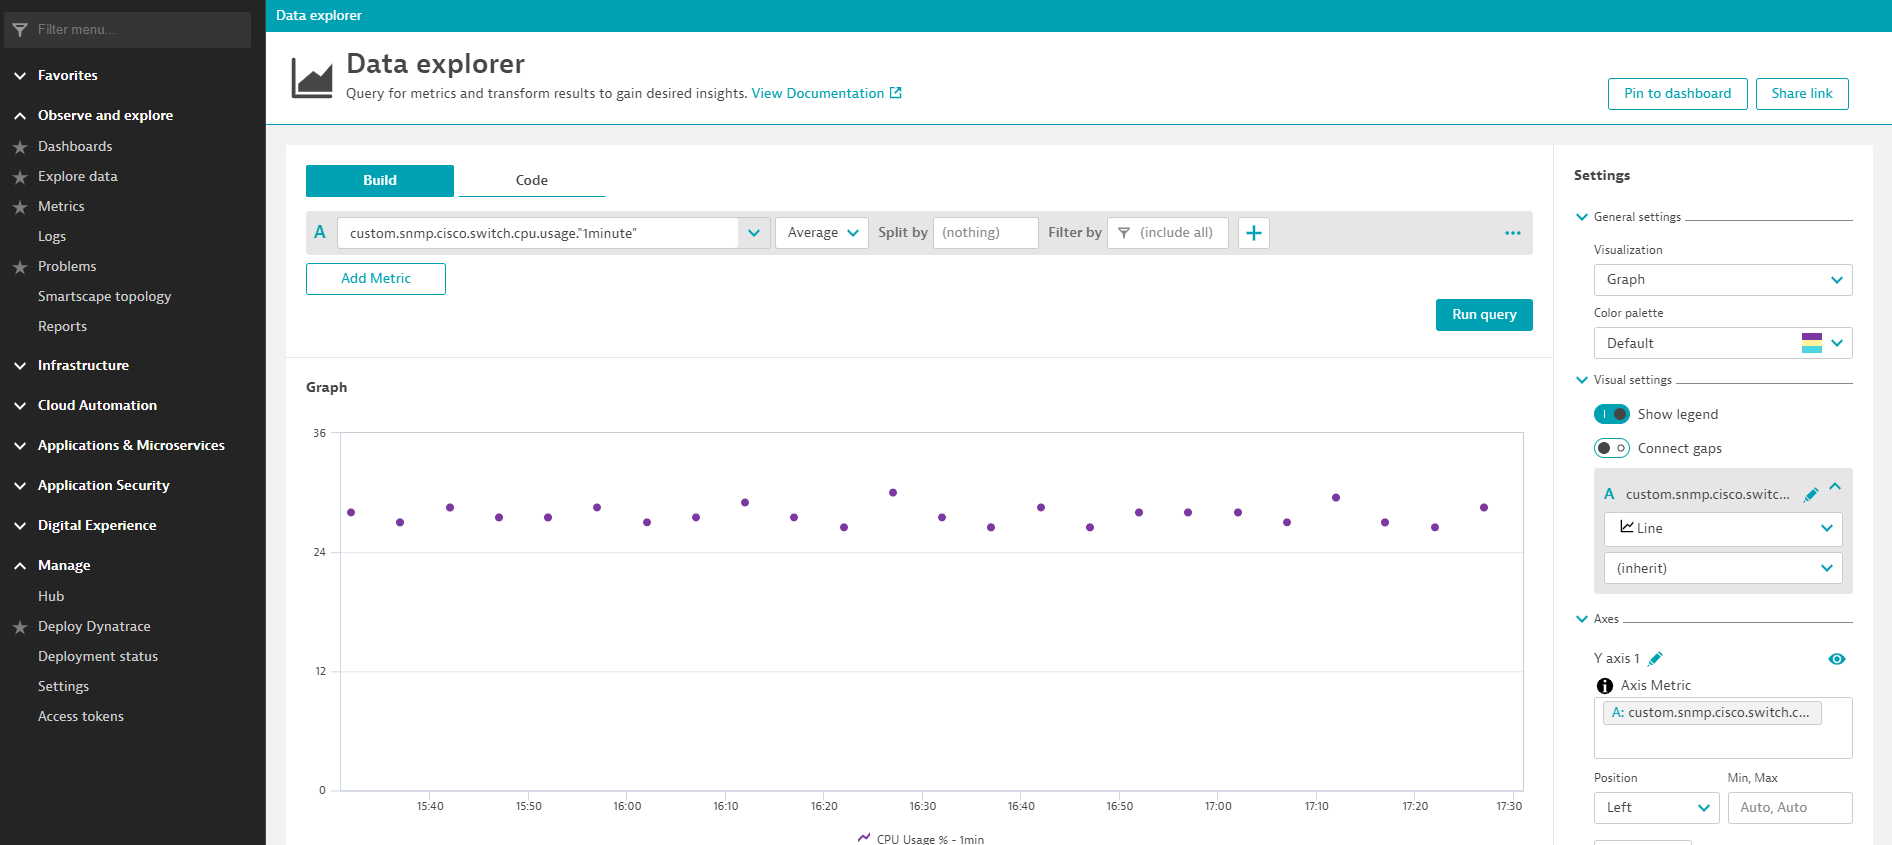 Filter menu...
Favorites
Observe and explore
Dashboards
Explore data
Metrics
Logs
Problems
Smartscape topology
Reports
Infrastructure
Cloud Automation
Applications & Microservices
Application Security
Digital Experience
Manage
Hub
Deploy Dynatrace
Deployment status
Settings
Access tokens
Data explorer
Data explorer
Query for metrics and transform results to gain desired insights. View Documentation
Pin to dashboard
Share link
Build
Code
A custom.snmp.cisco.switch.cpu.usage."1minute" Average Split by (nothing) Filter by (include all)
Add Metric
Run query
Graph
36
24
12
0
15:40 15:50 16:00 16:10 16:20 16:30 16:40 16:50 17:00 17:10 17:20 17:30
CPU Usage % - 1min
Settings
General settings
Visualization
Graph
Color palette
Default
Visual settings
Show legend
Connect gaps
A custom.snmp.cisco.switc...
Line
(inherit)
Axes
Y axis 1
Axis Metric
A: custom.snmp.cisco.switch.c...
Position Min, Max
Left Auto, Auto